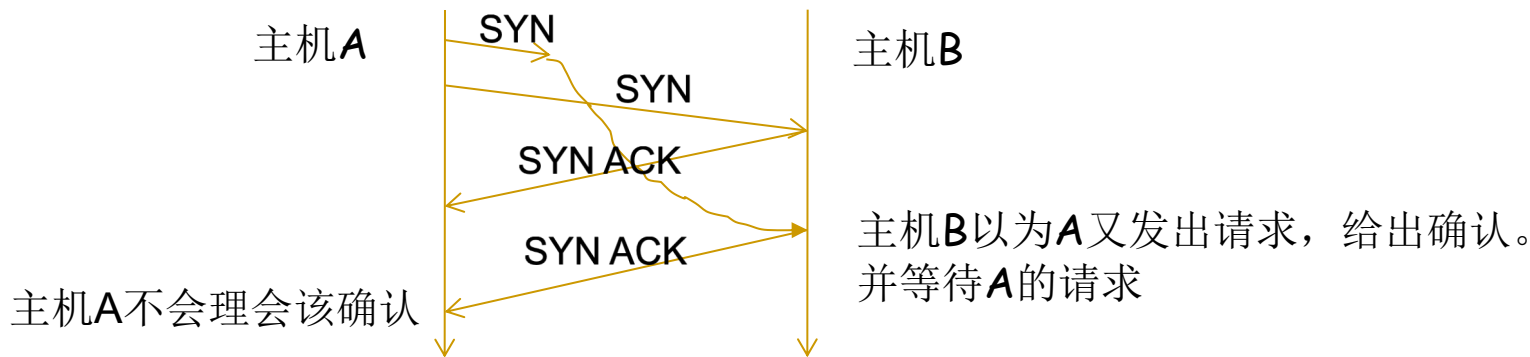 SYN
主机A
主机B
SYN
SYN ACK
主机B以为A又发出请求，给出确认。
并等待A的请求
SYN ACK
主机A不会理会该确认